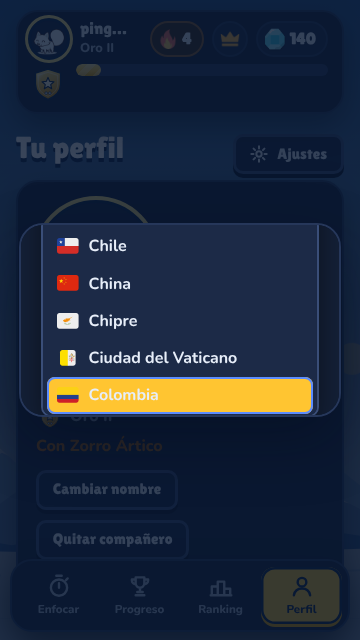 ping...
Oro II
4
140
Tu perfil
Ajustes
Chile
China
Chipre
Ciudad del Vaticano
Colombia
Oro II
Con Zorro Ártico
Cambiar nombre
Quitar compañero
Enfocar
Progreso
Ranking
Perfil